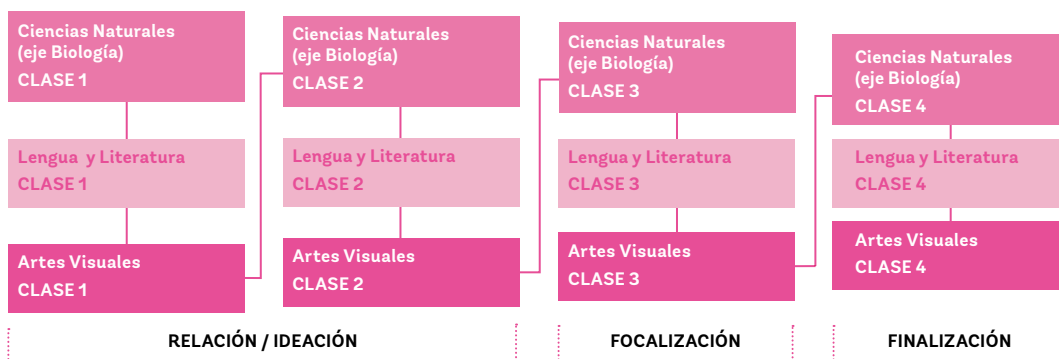 Ciencias Naturales
(eje Biología)
CLASE 1
Lengua y Literatura
CLASE 1
Artes Visuales
CLASE 1
Ciencias Naturales
(eje Biología)
CLASE 2
Lengua y Literatura
CLASE 2
Artes Visuales
CLASE 2
Ciencias Naturales
(eje Biología)
CLASE 3
Lengua y Literatura
CLASE 3
Artes Visuales
CLASE 3
Ciencias Naturales
(eje Biología)
CLASE 4
Lengua y Literatura
CLASE 4
Artes Visuales
CLASE 4
RELACIÓN / IDEACIÓN
FOCALIZACIÓN
FINALIZACIÓN